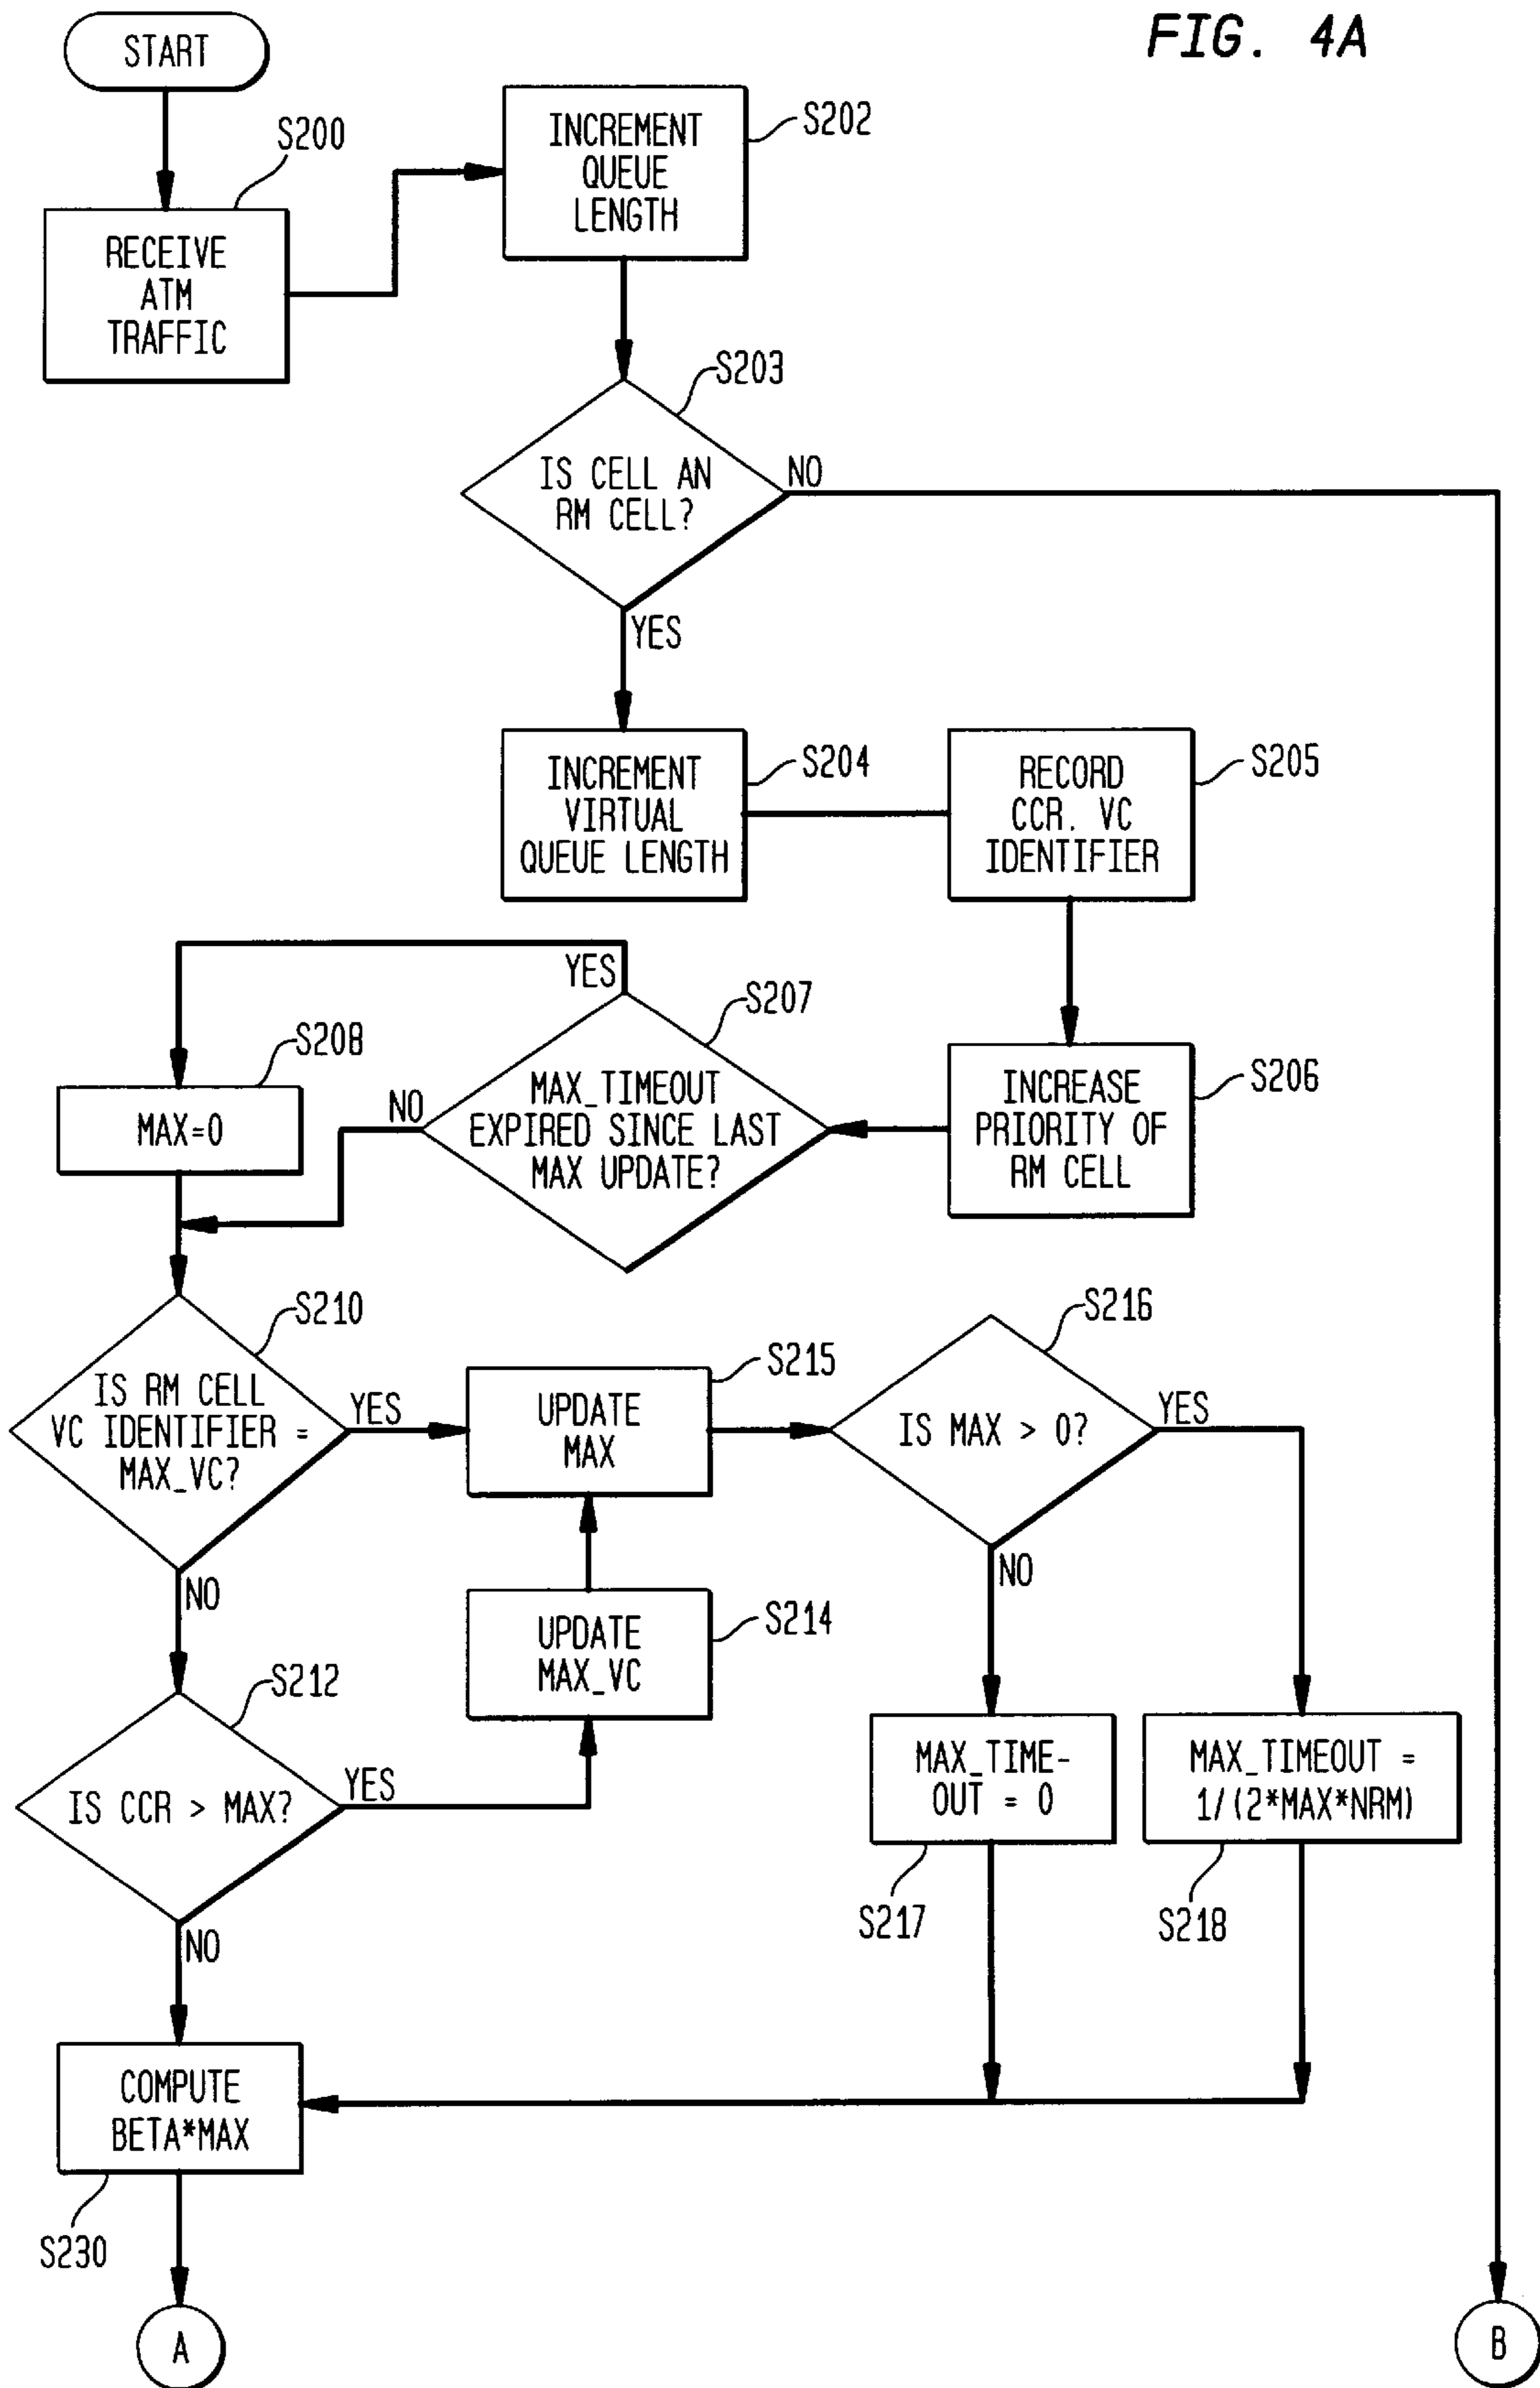 FIG. 4A
START
S200
RECEIVE
ATM
TRAFFIC
INCREMENT
QUEUE
LENGTH
S202
S203
IS CELL AN
RM CELL?
NO
YES
INCREMENT
VIRTUAL
QUEUE LENGTH
S204
RECORD
CCR. VC
IDENTIFIER
S205
INCREASE
PRIORITY OF
RM CELL
S206
YES
S207
MAX_TIMEOUT
EXPIRED SINCE LAST
MAX UPDATE?
NO
S208
MAX=0
S210
IS RM CELL
VC IDENTIFIER =
MAX_VC?
YES
NO
S215
UPDATE
MAX
S216
IS MAX > 0?
YES
NO
S214
UPDATE
MAX_VC
S212
IS CCR > MAX?
YES
NO
MAX_TIME-
OUT = 0
S217
MAX_TIMEOUT =
1/(2*MAX*NRM)
S218
COMPUTE
BETA*MAX
S230
A
B